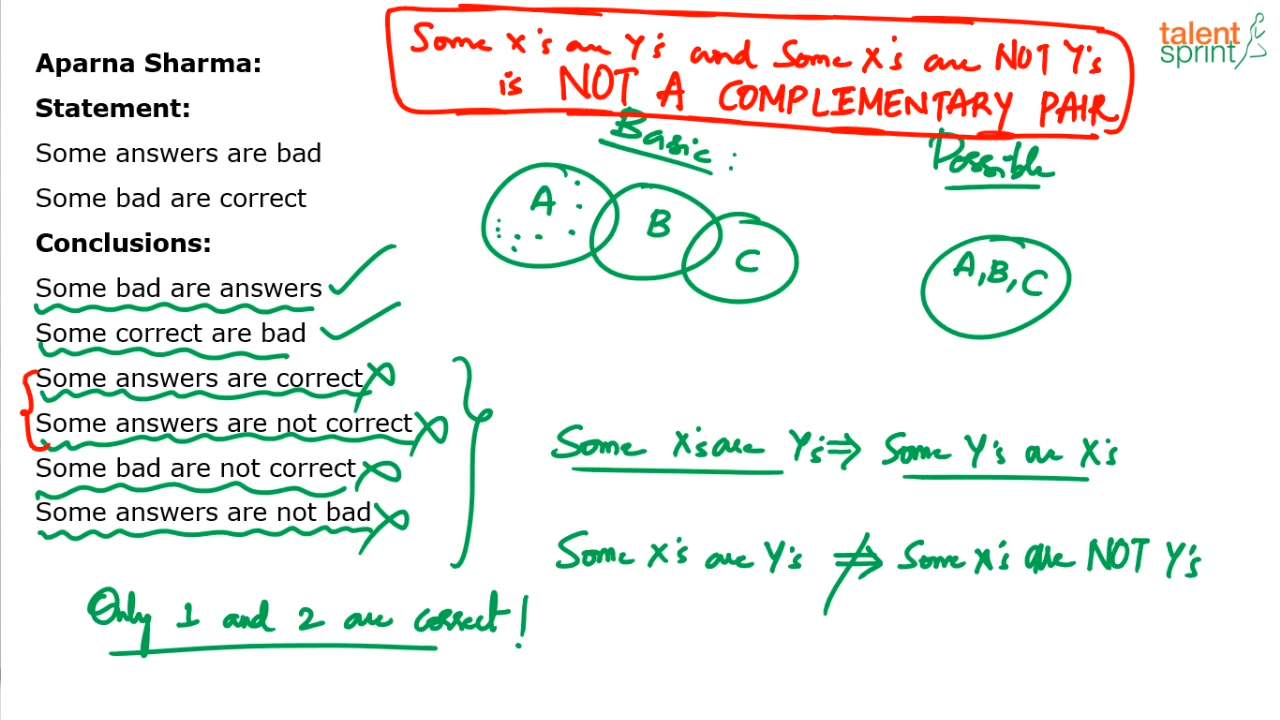 Some X's are Y's and Some X's are NOT Y's
is NOT A COMPLEMENTARY PAIR
talent
sprint
Aparna Sharma:
Statement:
Some answers are bad
Some bad are correct
Conclusions:
Some bad are answers
Some correct are bad
Some answers are correct
Some answers are not correct
Some bad are not correct
Some answers are not bad
Only 1 and 2 are correct!
Basic:
A
B
C
Possible
A, B, C
Some X's are Y's ⇒ Some Y's are X's
Some X's are Y's ⇏ Some X's are NOT Y's